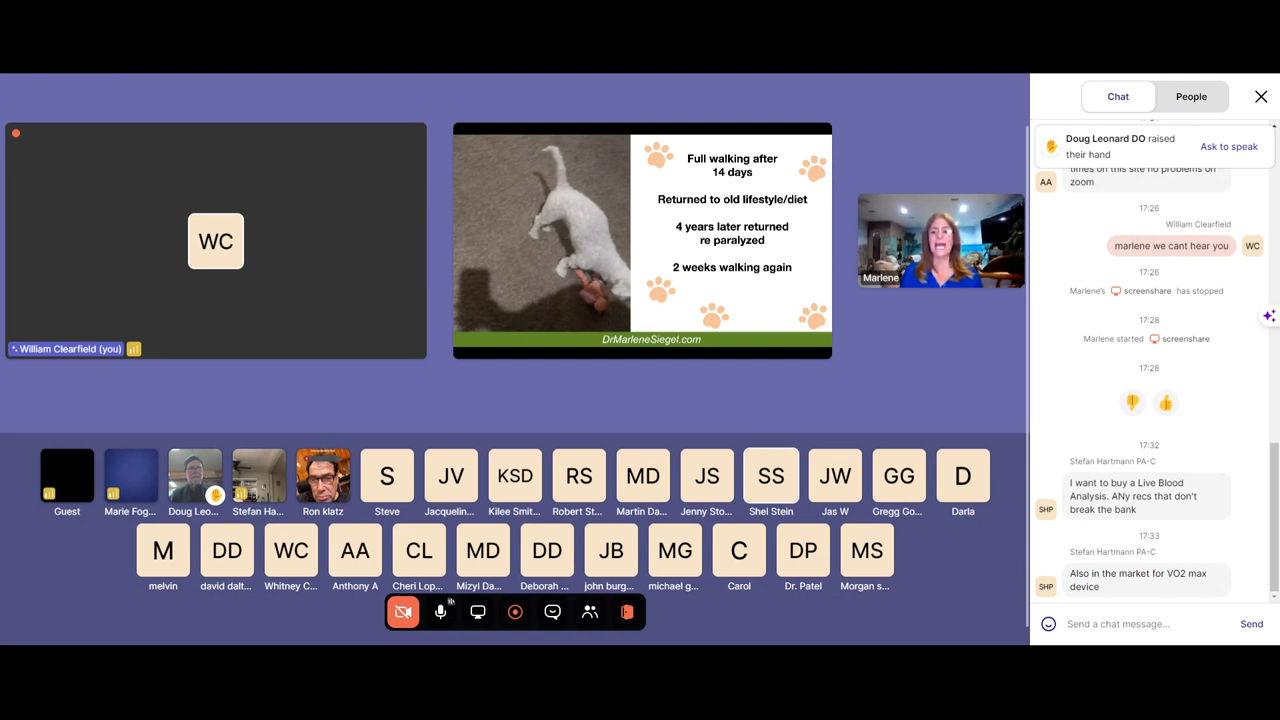 WC
William Clearfield (you)
Full walking after
14 days
Returned to old lifestyle/diet
4 years later returned
re paralyzed
2 weeks walking again
DrMarleneSiegel.com
Marlene
S
JV
KSD
RS
MD
JS
SS
JW
GG
D
Guest
Marie Fog...
Doug Leo...
Stefan Ha...
Ron klatz
Steve
Jacquelin...
Kilee Smit...
Robert St...
Martin Da...
Jenny Sto...
Shel Stein
Jas W
Gregg Go...
Darla
M
DD
WC
AA
CL
MD
DD
JB
MG
C
DP
MS
melvin
david dalt...
Whitney C...
Anthony A
Cheri Lop...
Mizyl Da...
Deborah ...
john burg...
michael g...
Carol
Dr. Patel
Morgan s...
Chat
People
Doug Leonard DO raised
their hand
Ask to speak
times on this site no problems on
zoom
AA
17:26
William Clearfield
marlene we cant hear you
WC
17:26
Marlene's screenshare has stopped
17:28
Marlene started screenshare
17:28
17:32
Stefan Hartmann PA-C
I want to buy a Live Blood
Analysis. ANy recs that don't
break the bank
SHP
17:33
Stefan Hartmann PA-C
Also in the market for VO2 max
device
SHP
Send a chat message...
Send